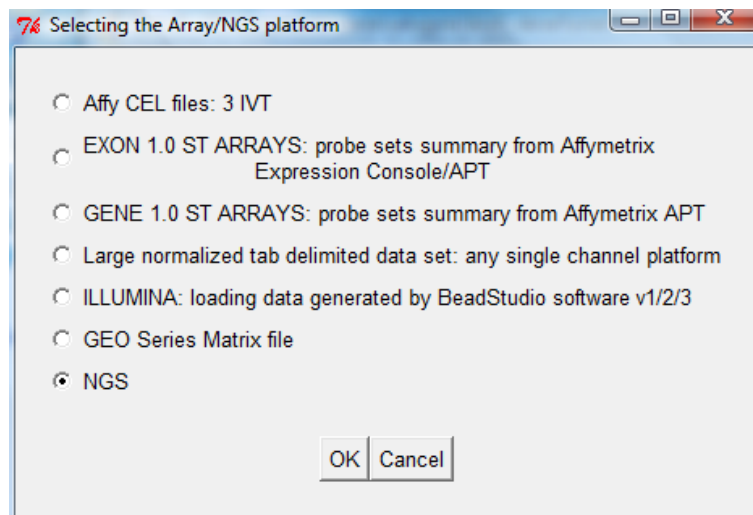 Selecting the Array/NGS platform
Affy CEL files: 3 IVT
EXON 1.0 ST ARRAYS: probe sets summary from Affymetrix
Expression Console/APT
GENE 1.0 ST ARRAYS: probe sets summary from Affymetrix APT
Large normalized tab delimited data set: any single channel platform
ILLUMINA: loading data generated by BeadStudio software v1/2/3
GEO Series Matrix file
NGS
OK Cancel